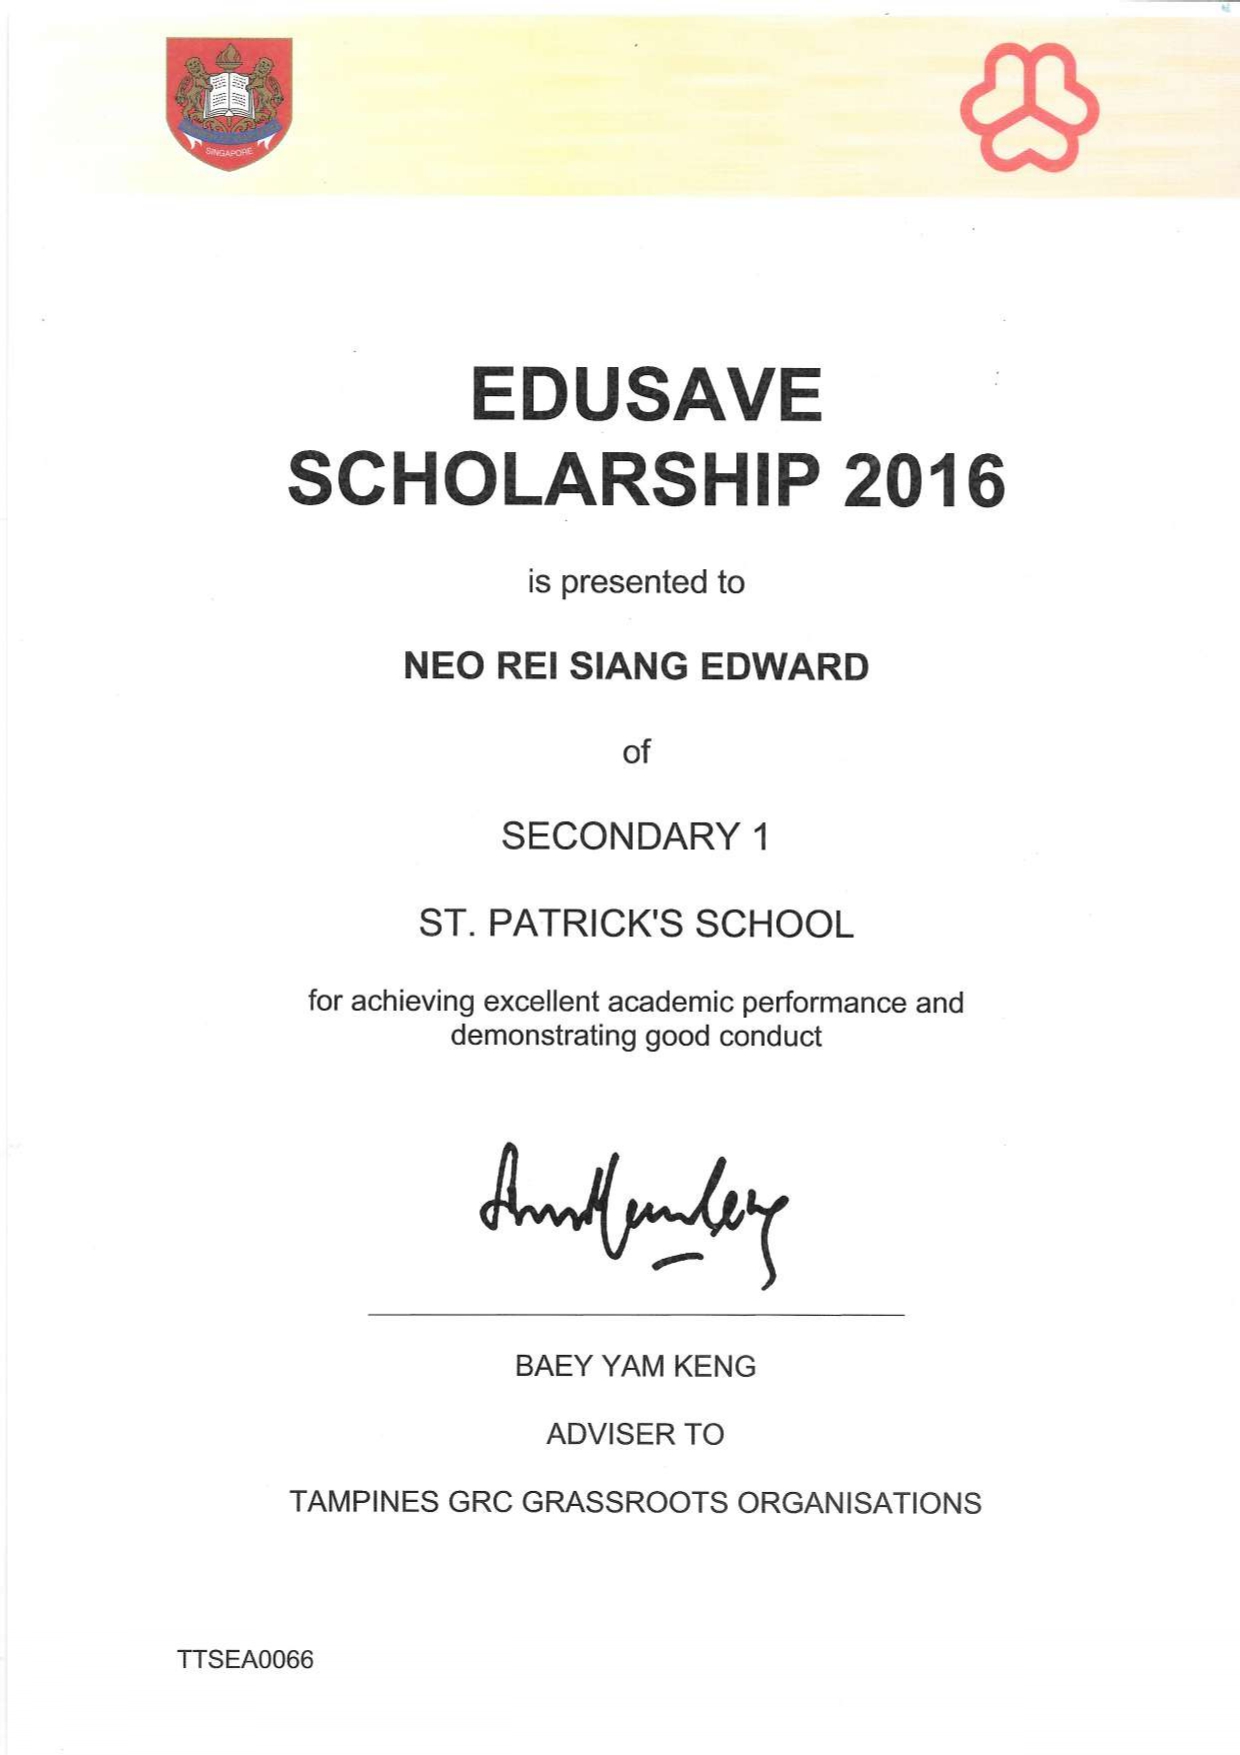 SINGAPORE
EDUSAVE
SCHOLARSHIP 2016
is presented to
NEO REI SIANG EDWARD
of
SECONDARY 1
ST. PATRICK'S SCHOOL
for achieving excellent academic performance and
demonstrating good conduct
BAEY YAM KENG
ADVISER TO
TAMPINES GRC GRASSROOTS ORGANISATIONS
TTSEA0066